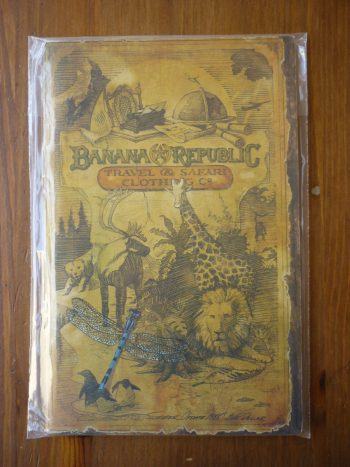 BANANA REPUBLIC
TRAVEL & SAFARI
CLOTHING Co